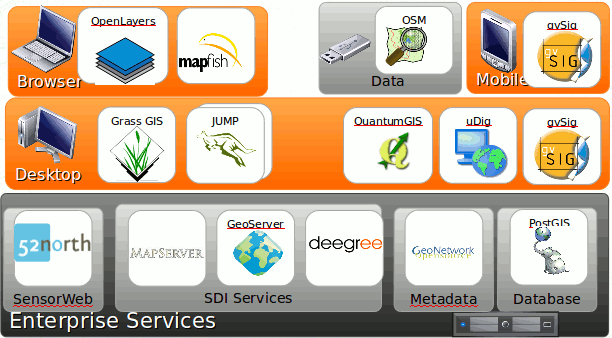 OpenLayers
mapfish
Browser
OSM
Data
gvSig
gv
SIG
Mobile
Grass GIS
JUMP
Desktop
QuantumGIS
uDig
gvSig
gv
SIG
52north
SensorWeb
MAPSERVER
GeoServer
deegree
SDI Services
GeoNetwork
Opensource
Metadata
PostGIS
Database
Enterprise Services